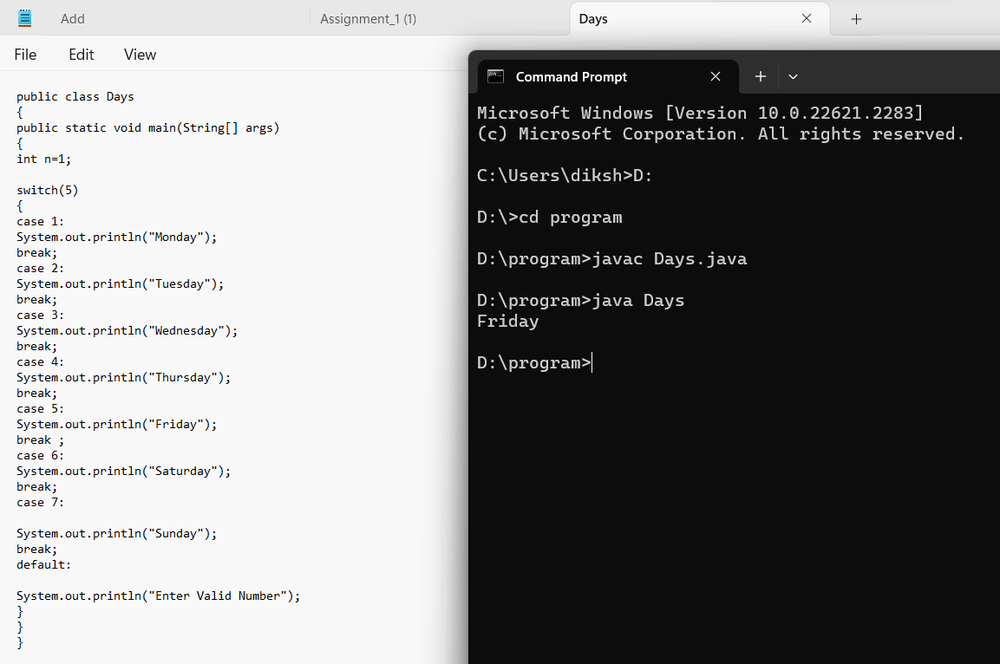 Add
Assignment_1 (1)
Days
File
Edit
View
public class Days
{
public static void main(String[] args)
{
int n=1;
switch(5)
{
case 1:
System.out.println("Monday");
break;
case 2:
System.out.println("Tuesday");
break;
case 3:
System.out.println("Wednesday");
break;
case 4:
System.out.println("Thursday");
break;
case 5:
System.out.println("Friday");
break ;
case 6:
System.out.println("Saturday");
break;
case 7:
System.out.println("Sunday");
break;
default:
System.out.println("Enter Valid Number");
}
}
}
Command Prompt
Microsoft Windows [Version 10.0.22621.2283]
(c) Microsoft Corporation. All rights reserved.
C:\Users\diksh>D:
D:\>cd program
D:\program>javac Days.java
D:\program>java Days
Friday
D:\program>